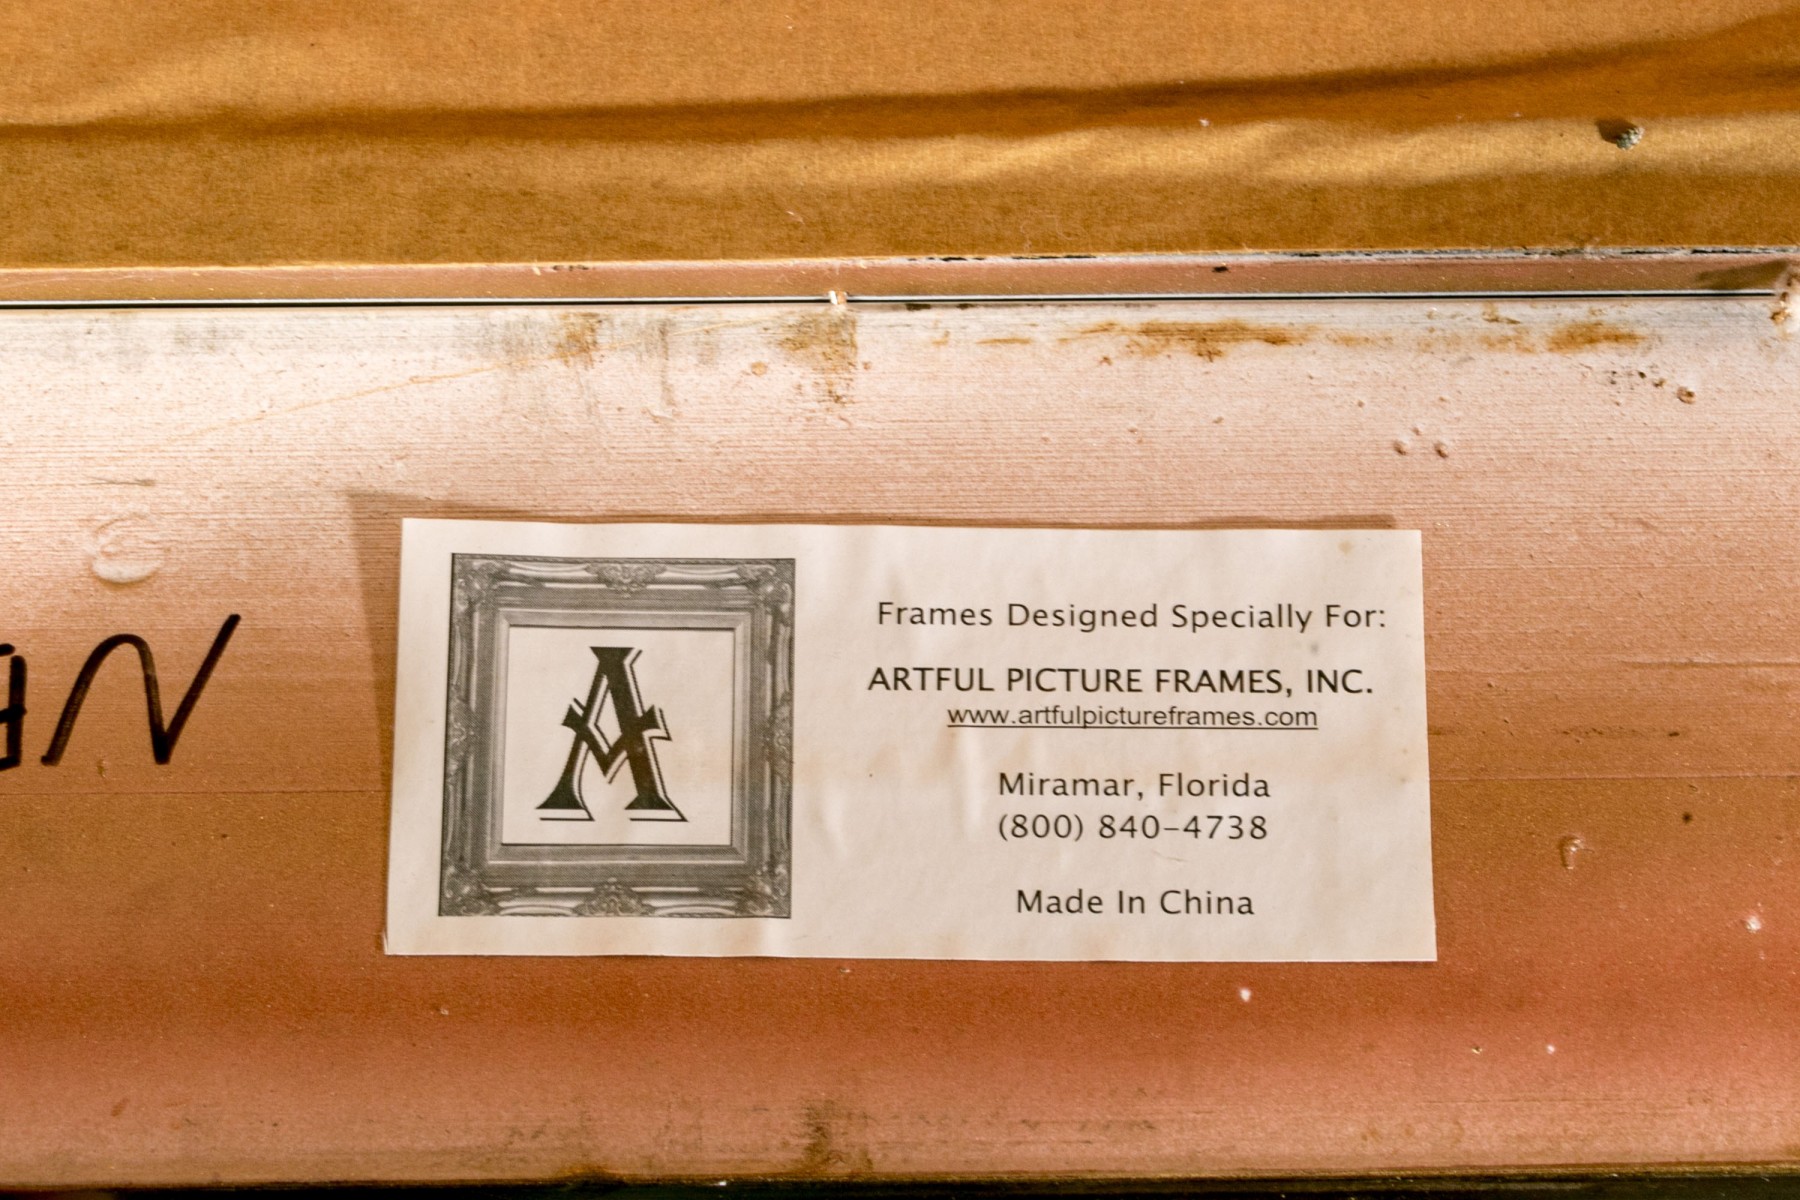 A
Frames Designed Specially For:
ARTFUL PICTURE FRAMES, INC.
www.artfulpictureframes.com
Miramar, Florida
(800) 840-4738
Made In China